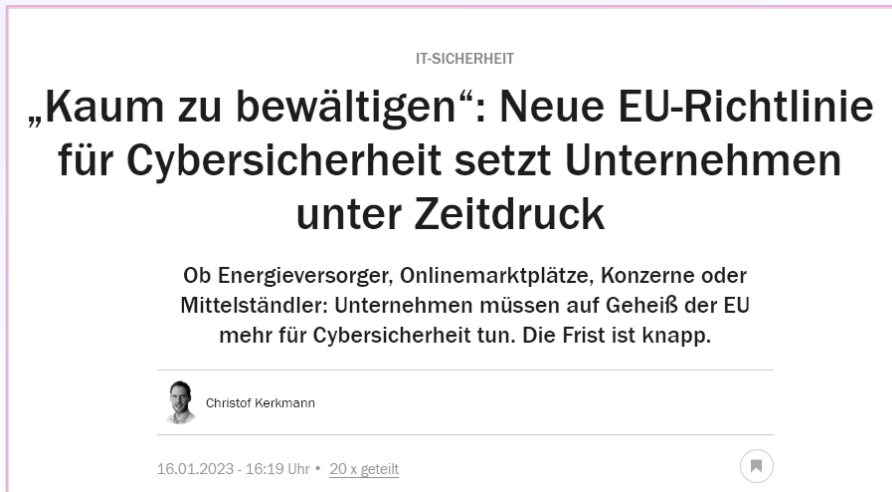 IT-SICHERHEIT
„Kaum zu bewältigen“: Neue EU-Richtlinie
für Cybersicherheit setzt Unternehmen
unter Zeitdruck
Ob Energieversorger, Onlinemarktplätze, Konzerne oder
Mittelständler: Unternehmen müssen auf Geheiß der EU
mehr für Cybersicherheit tun. Die Frist ist knapp.
Christof Kerkmann
16.01.2023 - 16:19 Uhr • 20 x geteilt